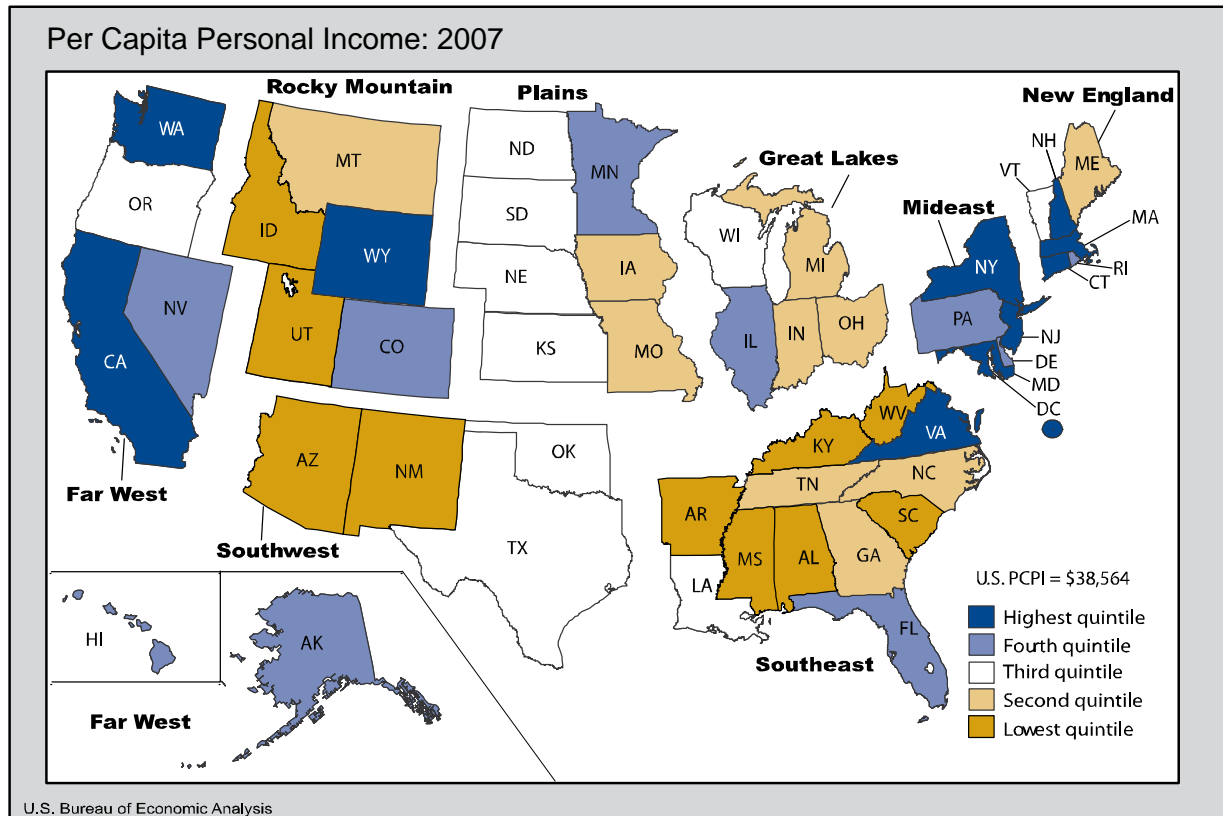 Per Capita Personal Income: 2007
Rocky Mountain
Plains
New England
Great Lakes
Mideast
WA
MT
ND
MN
NH
ME
VT
OR
ID
SD
WI
MA
WY
NY
MI
RI
CT
NV
NE
IA
PA
UT
CO
KS
MO
IL
IN
OH
NJ
DE
CA
MD
DC
WV
VA
KY
AZ
NM
OK
TN
NC
Far West
AR
SC
TX
MS
AL
GA
Southwest
LA
U.S. PCPI = $38,564
HI
AK
FL
Highest quintile
Fourth quintile
Southeast
Third quintile
Far West
Second quintile
Lowest quintile
U.S. Bureau of Economic Analysis